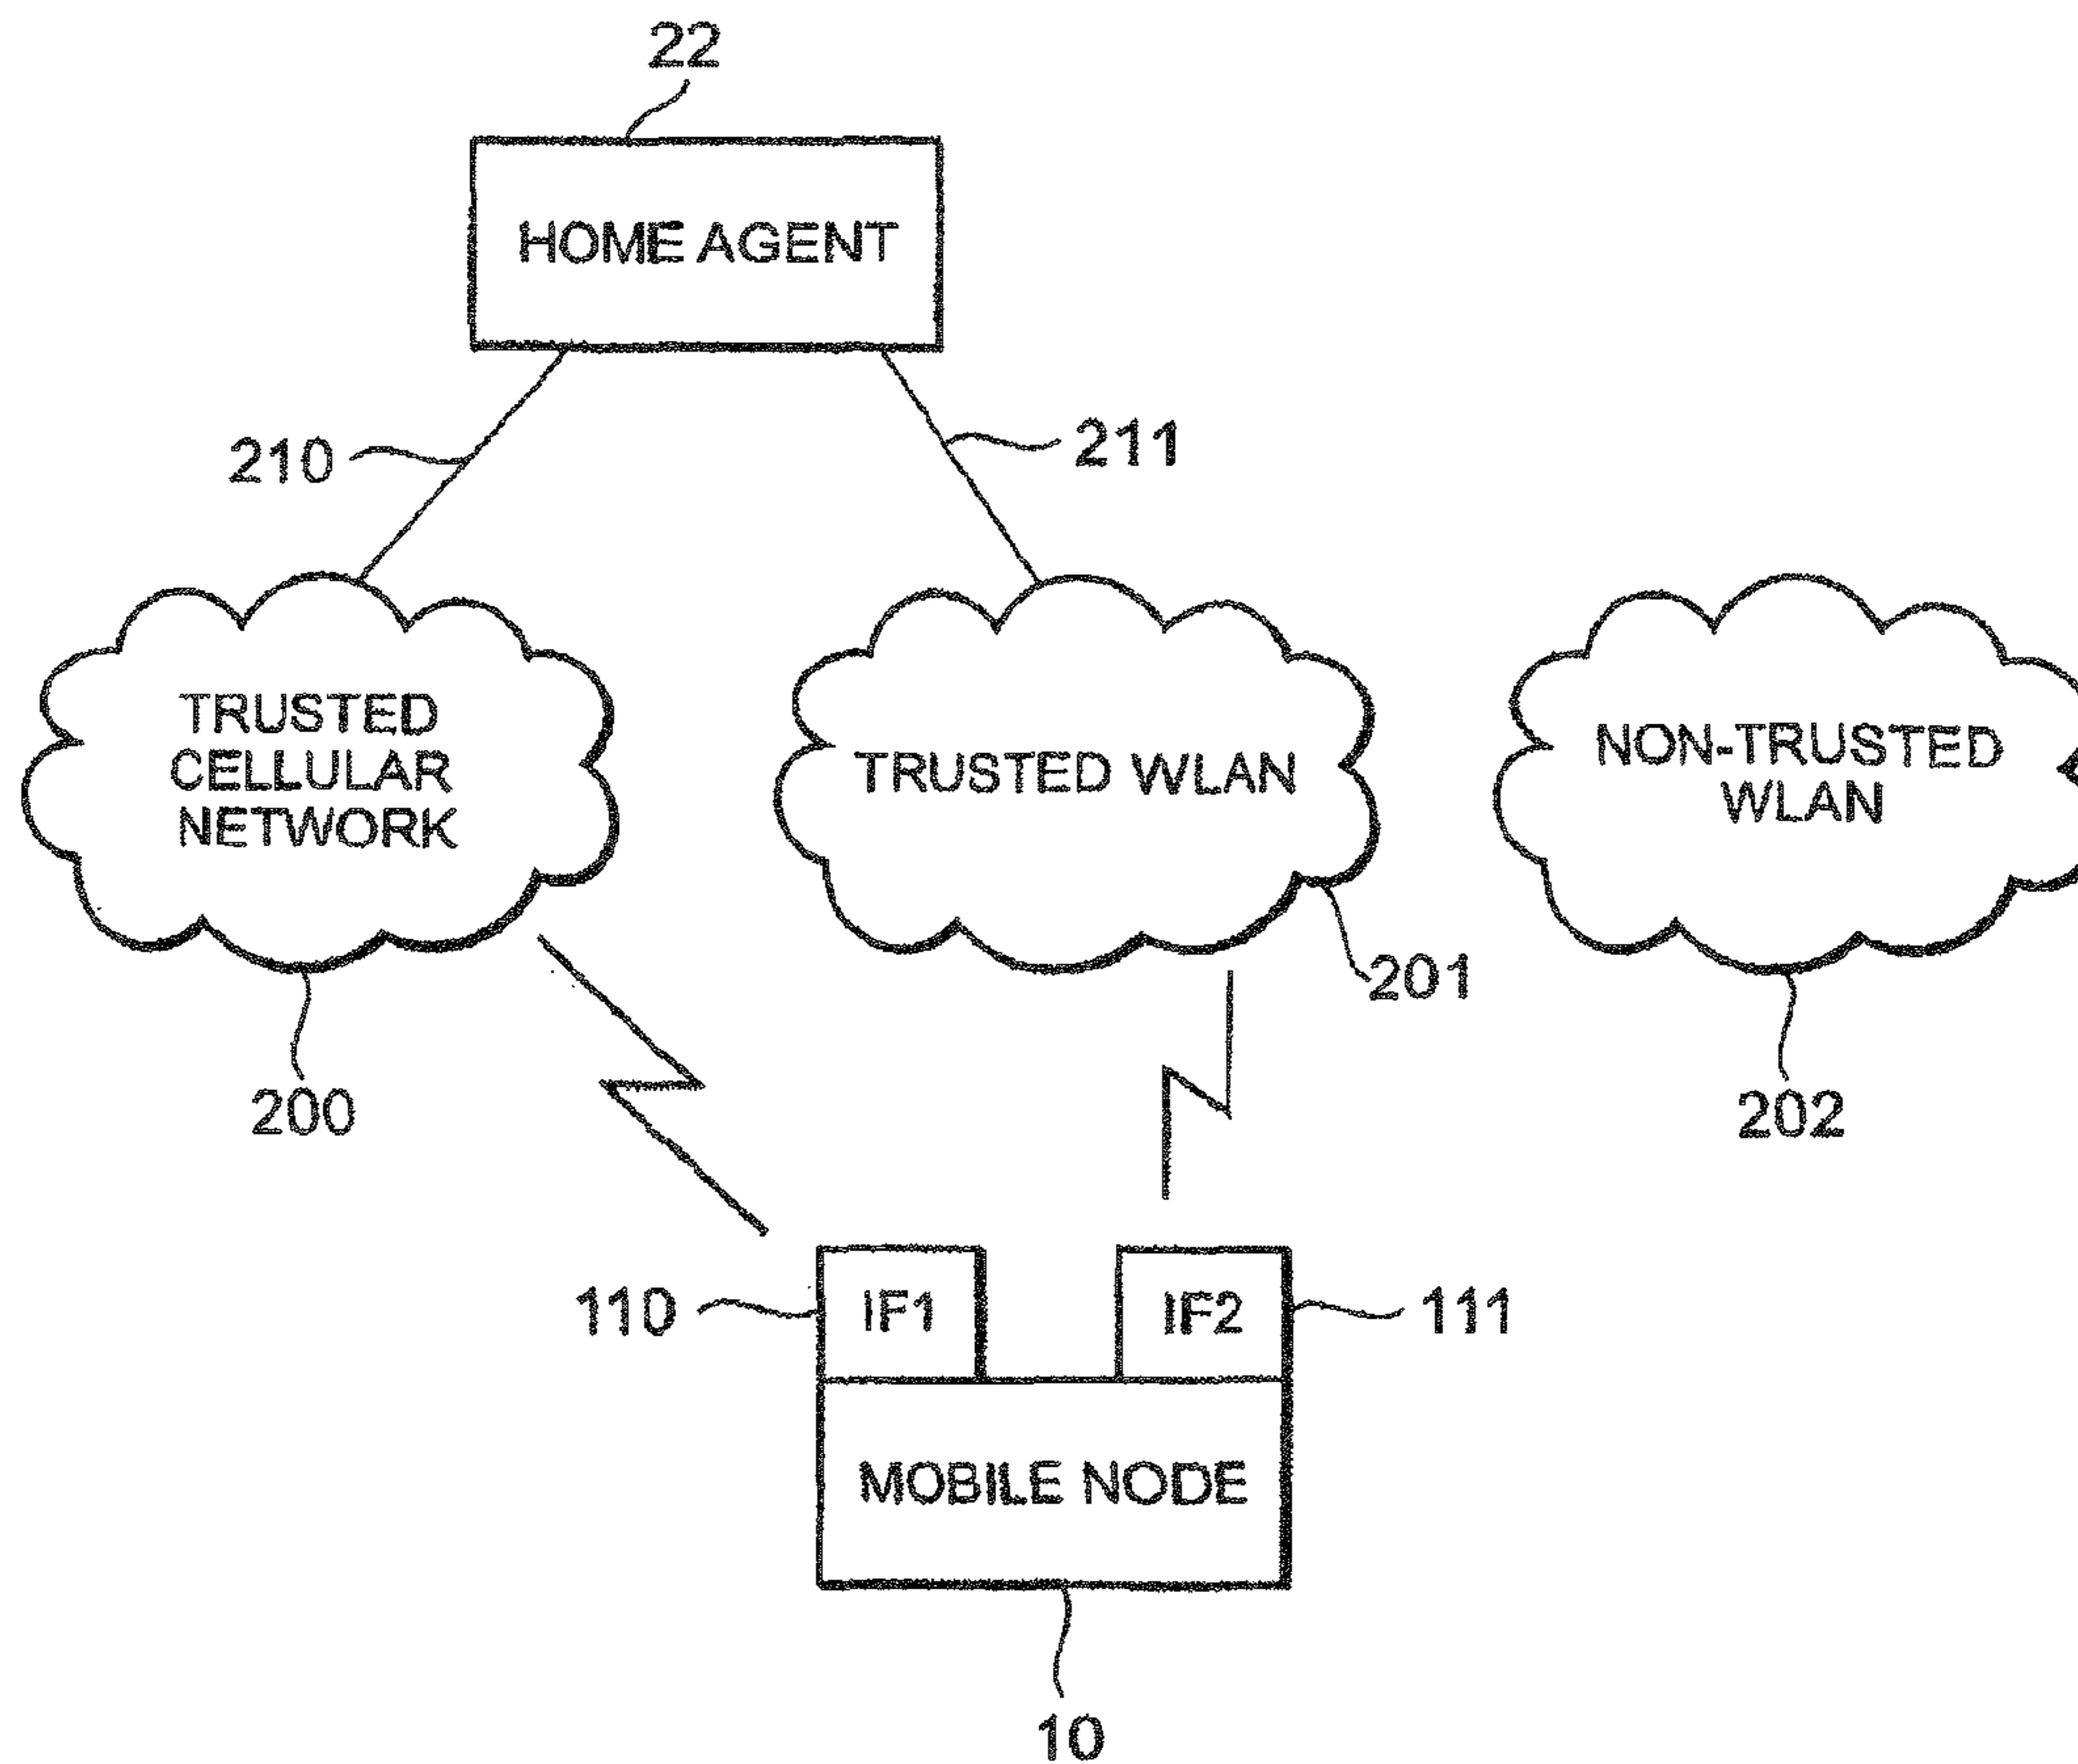 22
HOME AGENT
210
211
TRUSTED
CELLULAR
NETWORK
TRUSTED WLAN
NON-TRUSTED
WLAN
201
200
202
110
IF1
IF2
111
MOBILE NODE
10